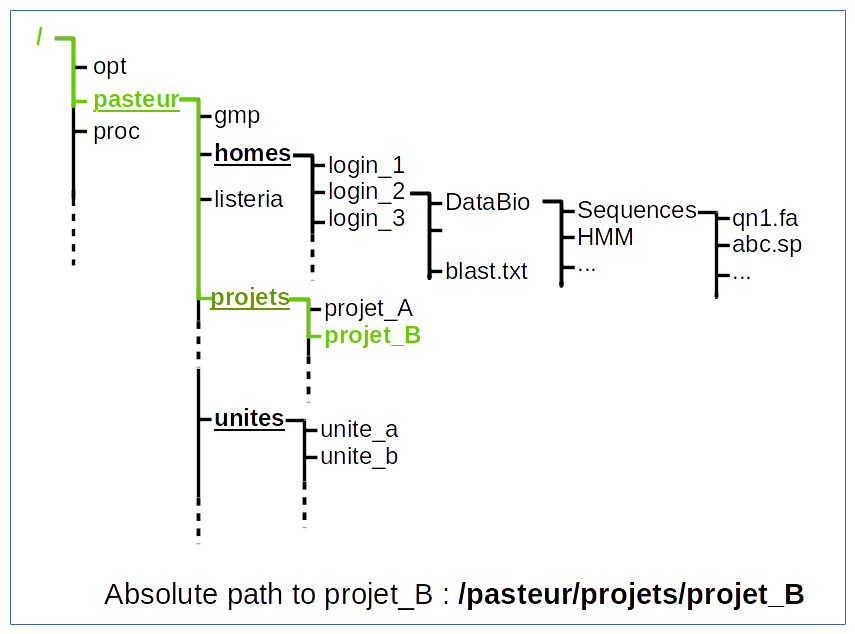 /
opt
pasteur
proc
gmp
homes
listeria
projets
unites
login_1
login_2
login_3
DataBio
blast.txt
Sequences
HMM
...
qn1.fa
abc.sp
...
projet_A
projet_B
unite_a
unite_b
Absolute path to projet_B : /pasteur/projets/projet_B